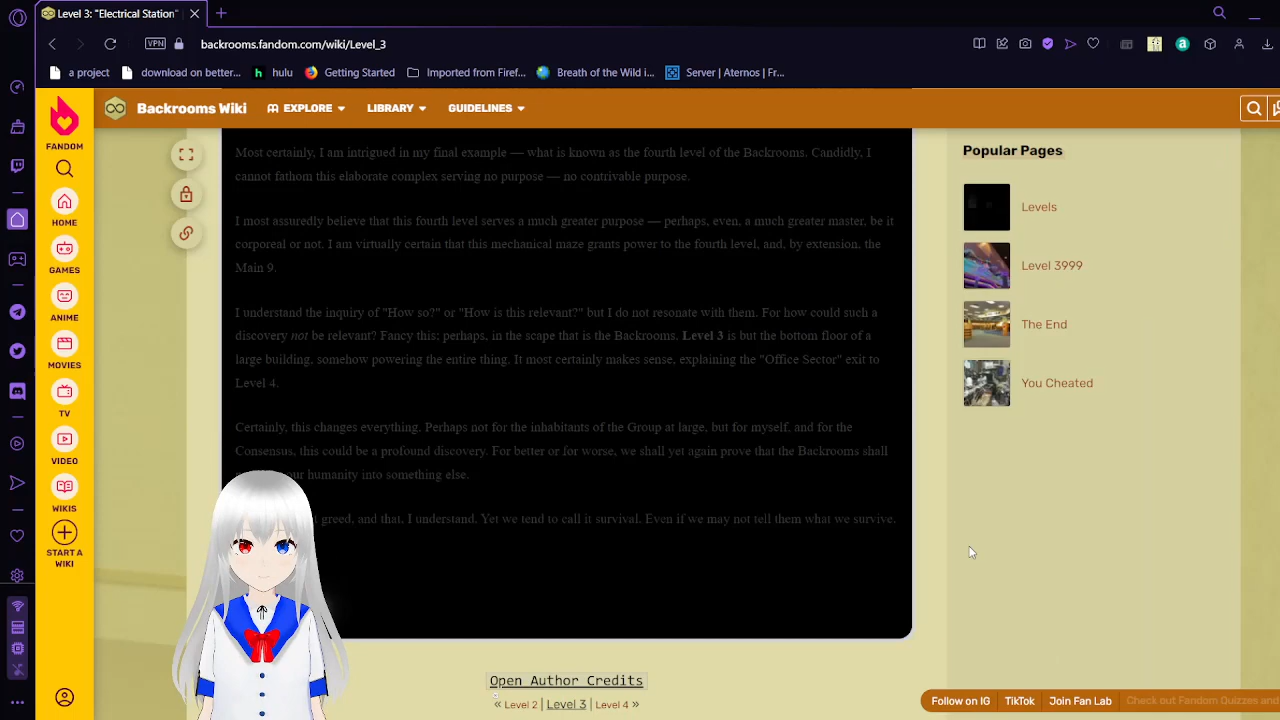 Level 3: "Electrical Station"
VPN
backrooms.fandom.com/wiki/Level_3
a project
download on better...
hulu
Getting Started
Imported from Firef...
Breath of the Wild i...
Server | Aternos | Fr...
Backrooms Wiki
EXPLORE
LIBRARY
GUIDELINES
FANDOM
HOME
GAMES
ANIME
MOVIES
TV
VIDEO
WIKIS
START A
WIKI
Most certainly, I am intrigued in my final example — what is known as the fourth level of the Backrooms. Candidly, I
cannot fathom this elaborate complex serving no purpose — no contrivable purpose.
I most assuredly believe that this fourth level serves a much greater purpose — perhaps, even, a much greater master, be it
corporeal or not. I am virtually certain that this mechanical maze grants power to the fourth level, and, by extension, the
Main 9.
I understand the inquiry of "How so?" or "How is this relevant?" but I do not resonate with them. For how could such a
discovery not be relevant? Fancy this: perhaps, in the scape that is the Backrooms. Level 3 is but the bottom floor of a
large building, somehow powering the entire thing. It most certainly makes sense, explaining the "Office Sector" exit to
Level 4.
Certainly, this changes everything. Perhaps not for the inhabitants of the Group at large, but for myself, and for the
Consensus, this could be a profound discovery. For better or for worse, we shall yet again prove that the Backrooms shall
our humanity into something else.
greed, and that, I understand. Yet we tend to call it survival. Even if we may not tell them what we survive.
Open Author Credits
« Level 2 | Level 3 | Level 4 »
Popular Pages
Levels
Level 3999
The End
You Cheated
Follow on IG
TikTok
Join Fan Lab
Check out Fandom Quizzes and